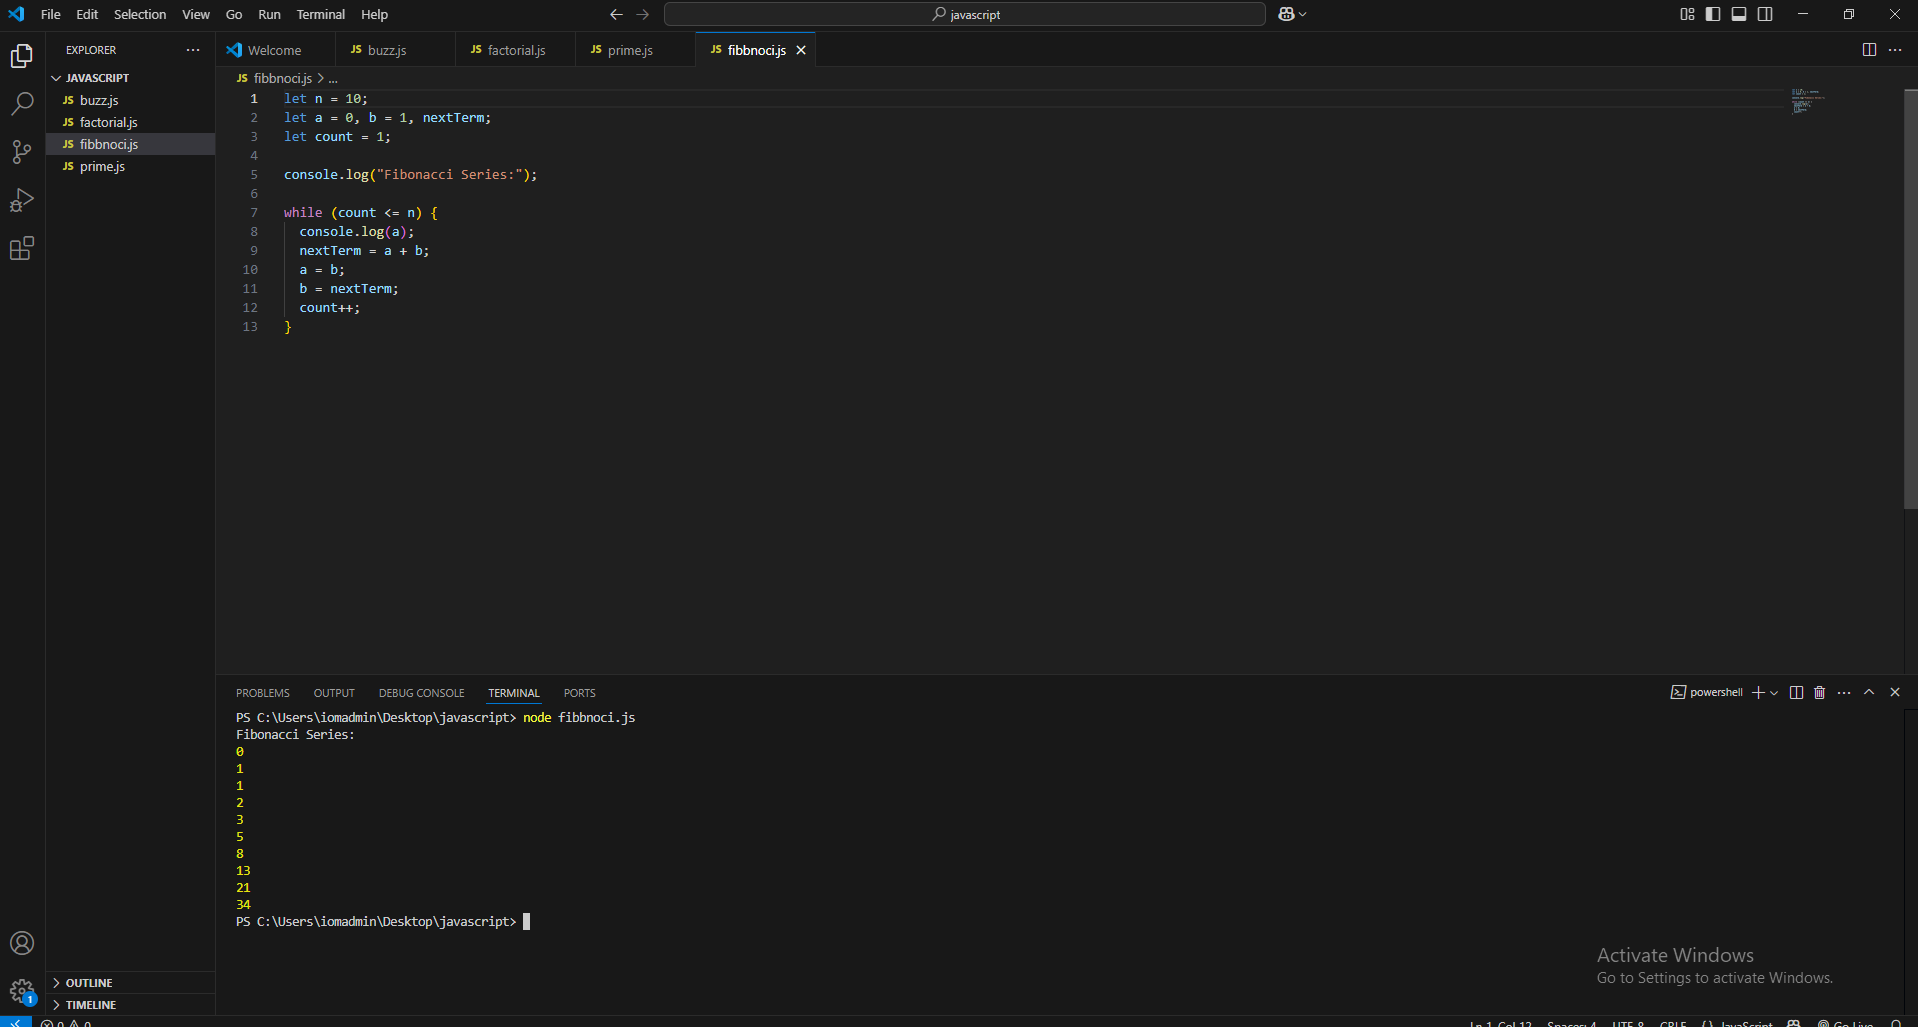 File Edit Selection View Go Run Terminal Help
javascript
EXPLORER
Welcome
JS buzz.js
JS factorial.js
JS prime.js
JS fibbnoci.js
JAVASCRIPT
JS buzz.js
JS factorial.js
JS fibbnoci.js
JS prime.js
JS fibbnoci.js > ...
1 let n = 10;
2 let a = 0, b = 1, nextTerm;
3 let count = 1;
4
5 console.log("Fibonacci Series:");
6
7 while (count <= n) {
8 console.log(a);
9 nextTerm = a + b;
10 a = b;
11 b = nextTerm;
12 count++;
13 }
PROBLEMS OUTPUT DEBUG CONSOLE TERMINAL PORTS
powershell
PS C:\Users\iomadmin\Desktop\javascript> node fibbnoci.js
Fibonacci Series:
0
1
1
2
3
5
8
13
21
34
PS C:\Users\iomadmin\Desktop\javascript>
Activate Windows
Go to Settings to activate Windows.
OUTLINE
1
TIMELINE
0 0
Ln 1, Col 12 Spaces: 4 UTF-8 CRLF { } JavaScript Go Live